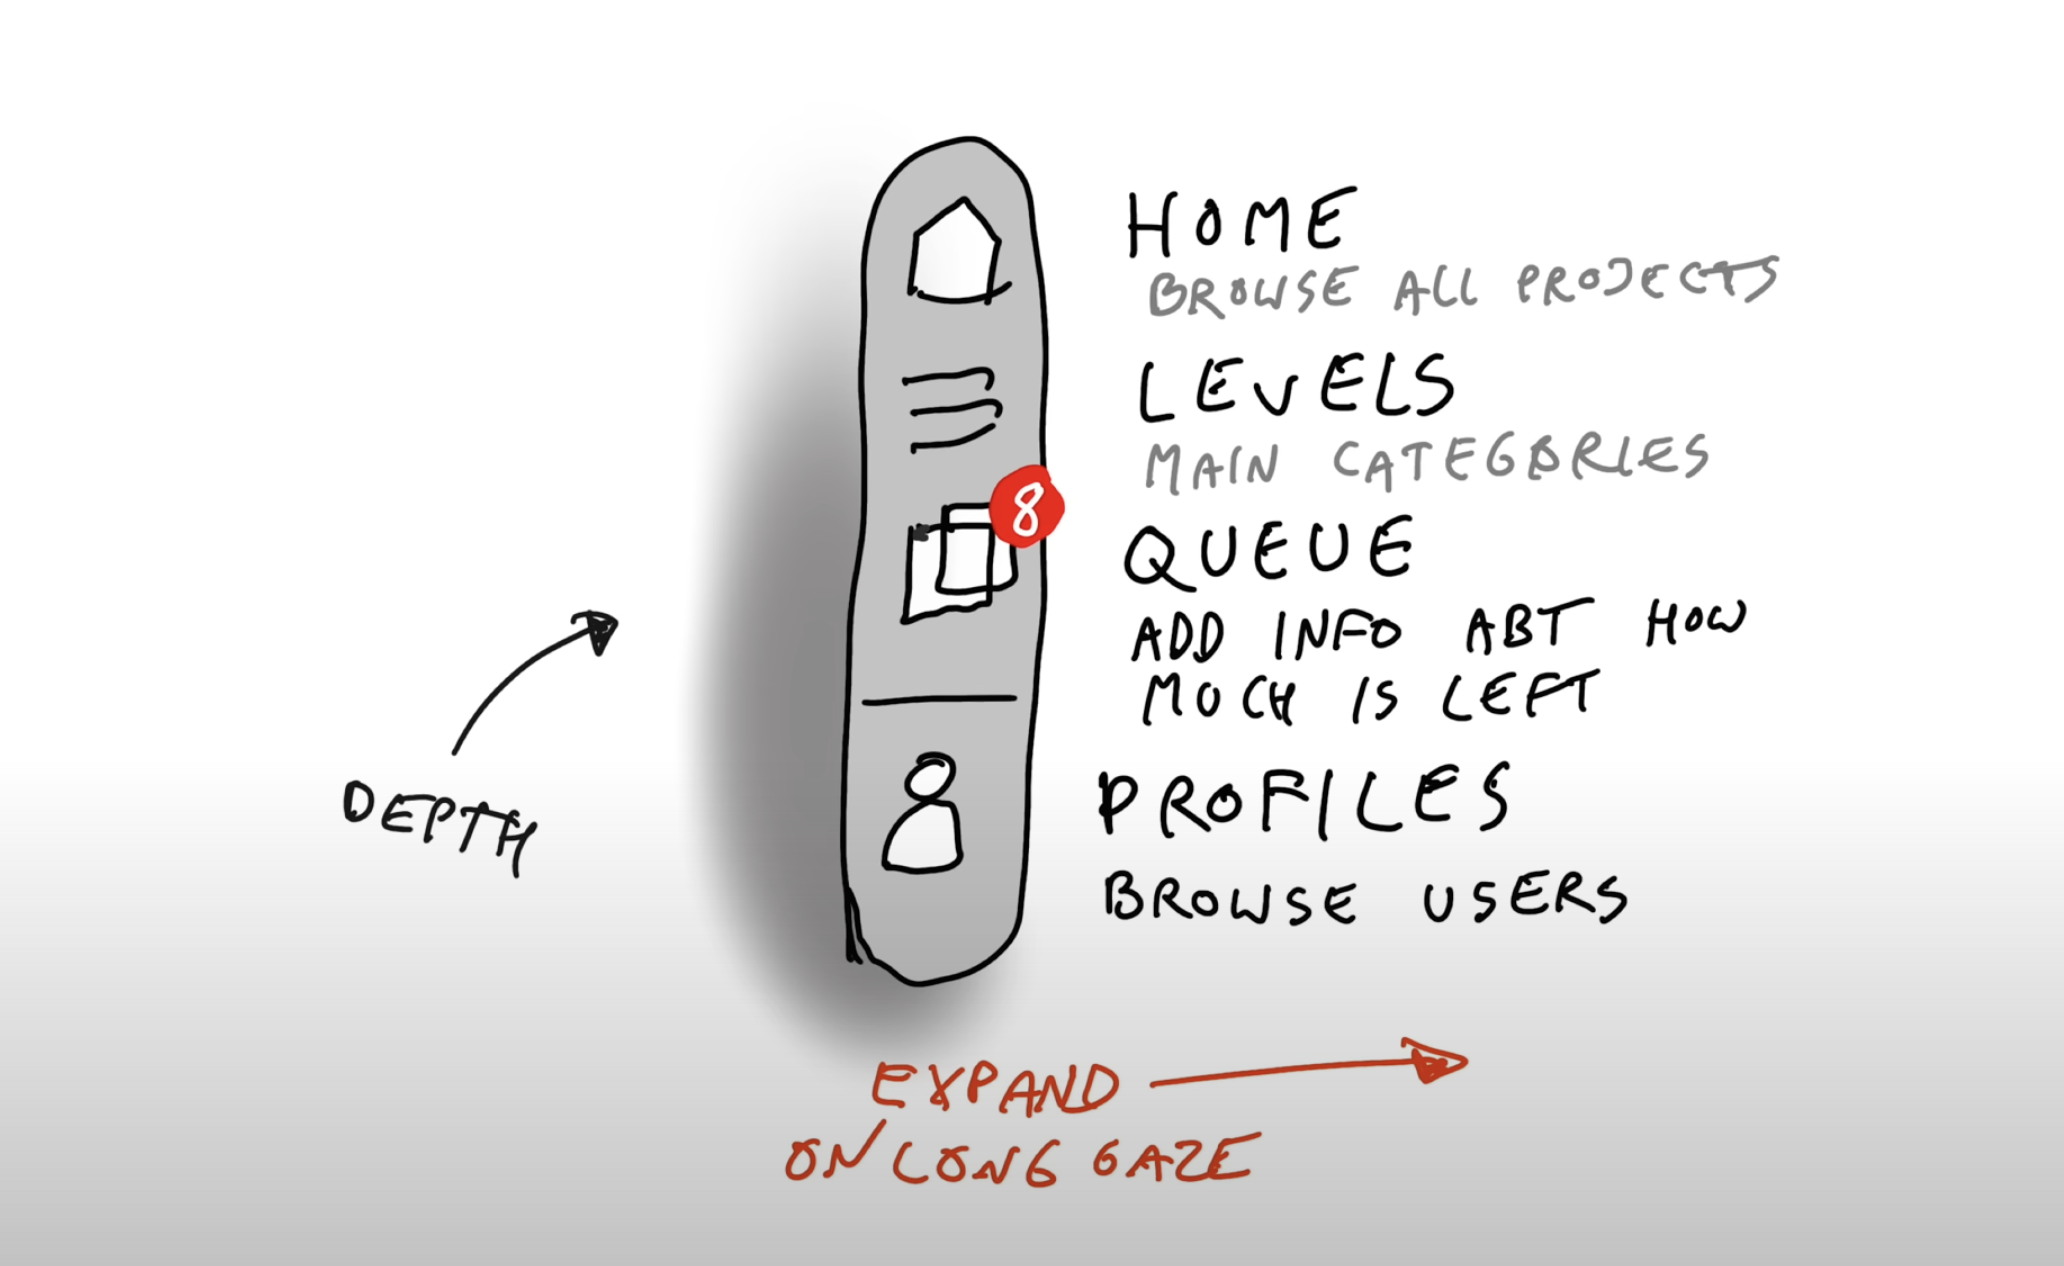 HOME
BROWSE ALL PROJECTS
LEVELS
MAIN CATEGORIES
8
QUEUE
ADD INFO ABT HOW
MUCH IS LEFT
PROFILES
BROWSE USERS
DEPTH
EXPAND
ON LONG GAZE